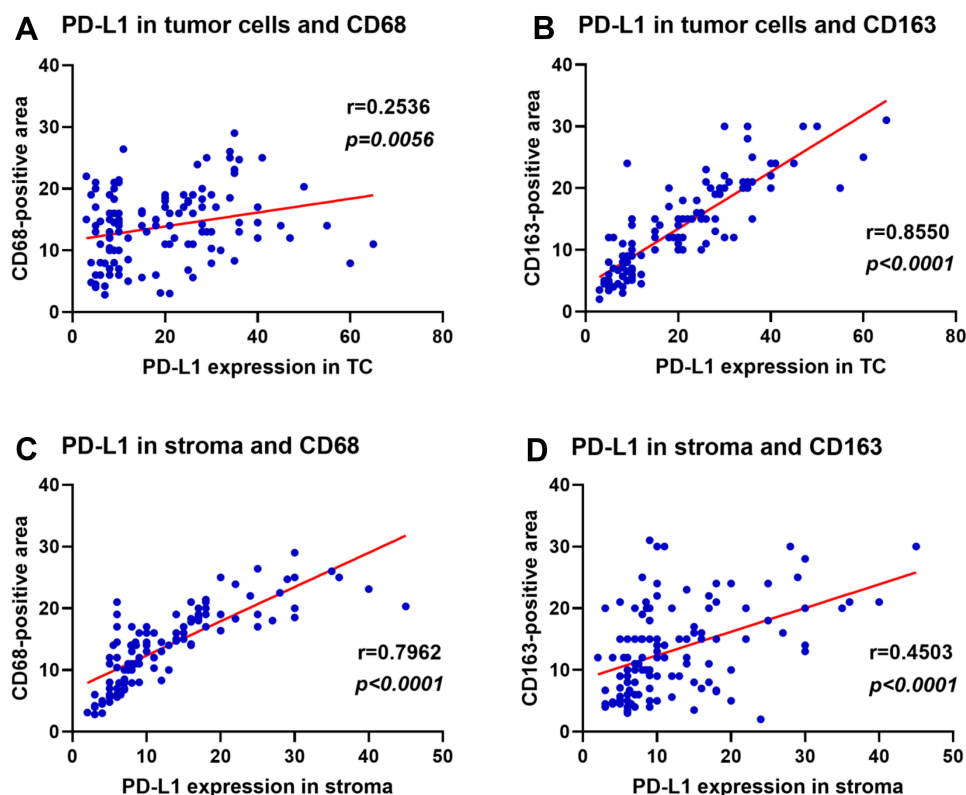 A PD-L1 in tumor cells and CD68
40
30
20
10
0
0 20 40 60 80
CD68-positive area
r=0.2536
p=0.0056
PD-L1 expression in TC
B PD-L1 in tumor cells and CD163
40
30
20
10
0
0 20 40 60 80
CD163-positive area
r=0.8550
p<0.0001
PD-L1 expression in TC
C PD-L1 in stroma and CD68
40
30
20
10
0
0 10 20 30 40 50
CD68-positive area
r=0.7962
p<0.0001
PD-L1 expression in stroma
D PD-L1 in stroma and CD163
40
30
20
10
0
0 10 20 30 40 50
CD163-positive area
r=0.4503
p<0.0001
PD-L1 expression in stroma